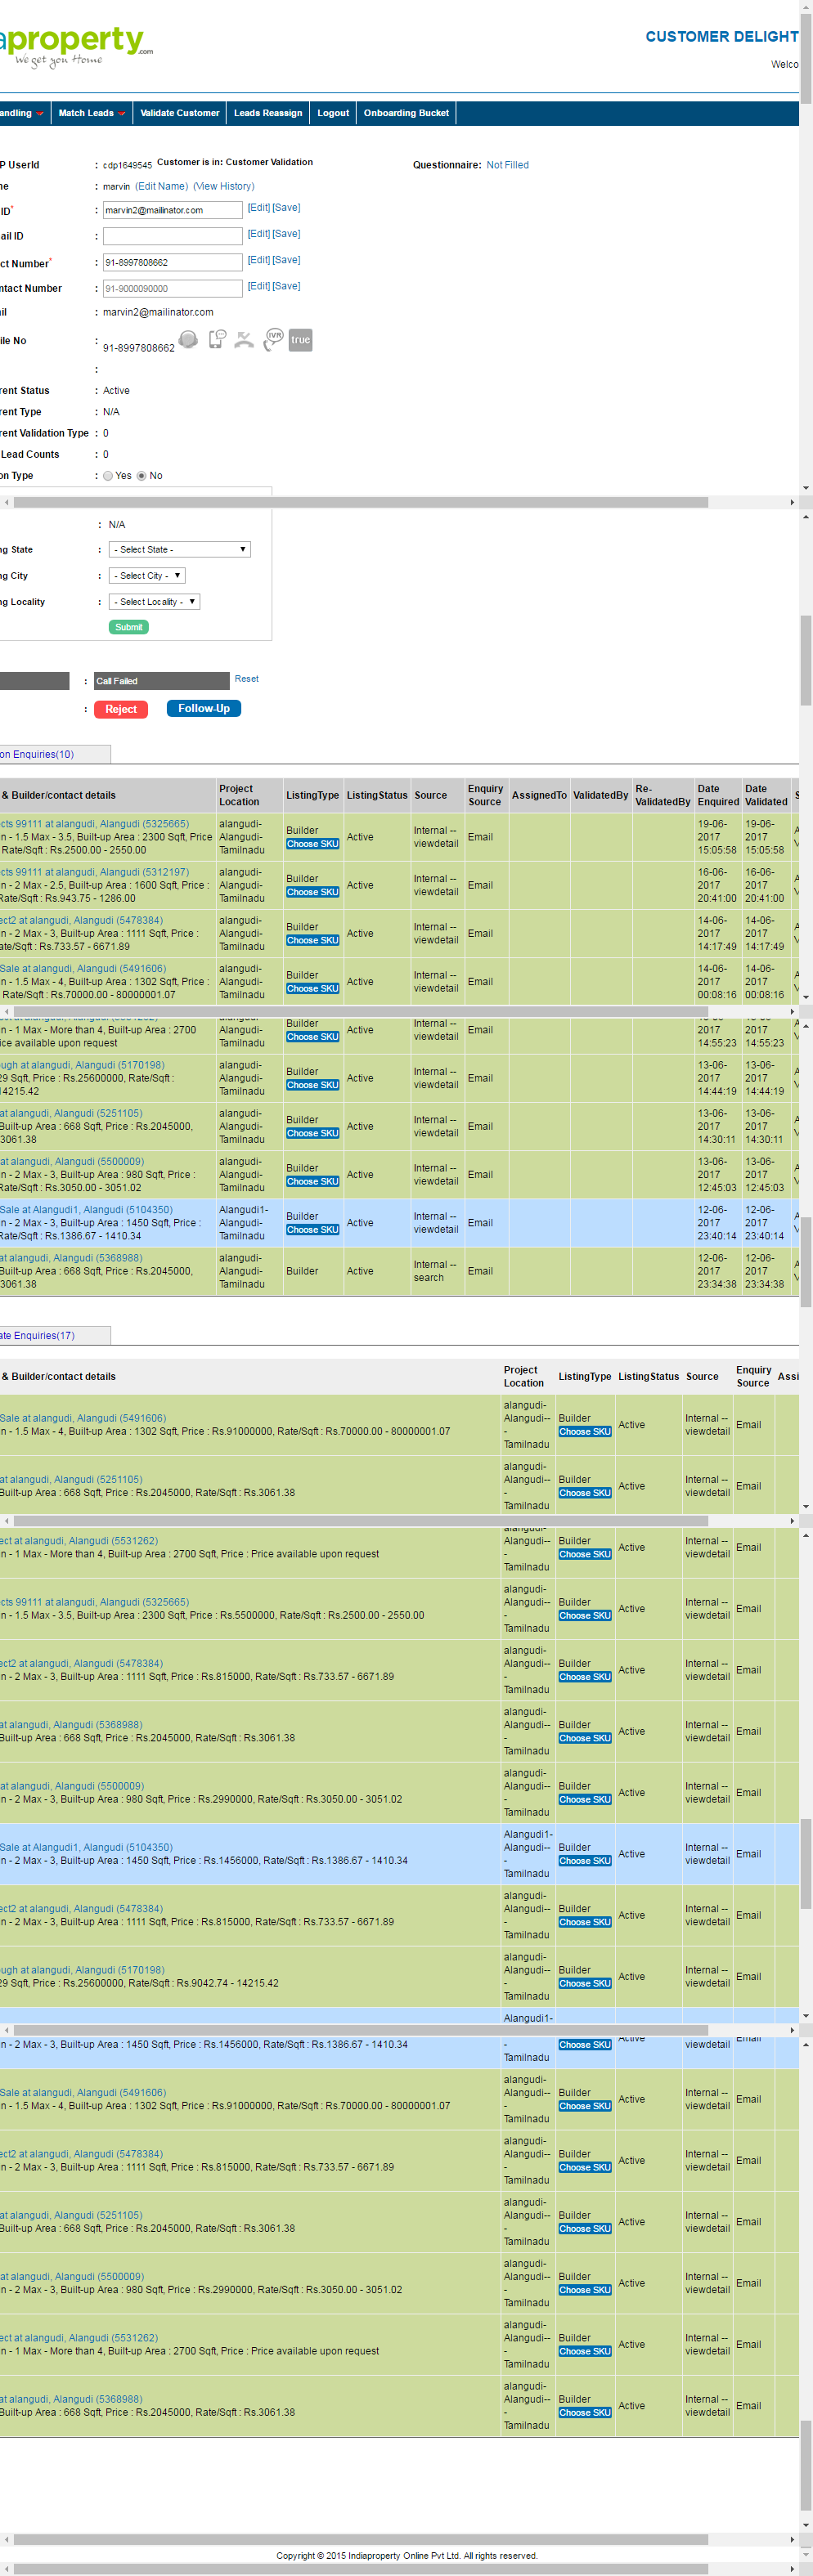 aproperty.com
We get you Home
CUSTOMER DELIGHT
Welco
andling Match Leads Validate Customer Leads Reassign Logout Onboarding Bucket
P UserId : cdp1649545 Customer is in: Customer Validation Questionnaire: Not Filled
ne : marvin (Edit Name) (View History)
ID* : marvin2@mailinator.com [Edit] [Save]
ail ID : [Edit] [Save]
ct Number* : 91-8997808662 [Edit] [Save]
ntact Number : 91-9000090000 [Edit] [Save]
il : marvin2@mailinator.com
ile No : 91-8997808662 IVR true
:
rent Status : Active
rent Type : N/A
rent Validation Type : 0
Lead Counts : 0
on Type : Yes No
: N/A
ng State : - Select State -
ng City : - Select City -
ng Locality : - Select Locality -
Submit
: Call Failed Reset
: Reject Follow-Up
on Enquiries(10)
& Builder/contact details Project Location ListingType ListingStatus Source Enquiry Source AssignedTo ValidatedBy Re-ValidatedBy Date Enquired Date Validated S
cts 99111 at alangudi, Alangudi (5325665)
n - 1.5 Max - 3.5, Built-up Area : 2300 Sqft, Price
Rate/Sqft : Rs.2500.00 - 2550.00
alangudi-Alangudi-Tamilnadu Builder Choose SKU Active Internal -- viewdetail Email 19-06-2017 15:05:58 19-06-2017 15:05:58
cts 99111 at alangudi, Alangudi (5312197)
n - 2 Max - 2.5, Built-up Area : 1600 Sqft, Price :
Rate/Sqft : Rs.943.75 - 1286.00
alangudi-Alangudi-Tamilnadu Builder Choose SKU Active Internal -- viewdetail Email 16-06-2017 20:41:00 16-06-2017 20:41:00
ect2 at alangudi, Alangudi (5478384)
n - 2 Max - 3, Built-up Area : 1111 Sqft, Price :
ate/Sqft : Rs.733.57 - 6671.89
alangudi-Alangudi-Tamilnadu Builder Choose SKU Active Internal -- viewdetail Email 14-06-2017 14:17:49 14-06-2017 14:17:49
Sale at alangudi, Alangudi (5491606)
n - 1.5 Max - 4, Built-up Area : 1302 Sqft, Price :
Rate/Sqft : Rs.70000.00 - 80000001.07
alangudi-Alangudi-Tamilnadu Builder Choose SKU Active Internal -- viewdetail Email 14-06-2017 00:08:16 14-06-2017 00:08:16
n - 1 Max - More than 4, Built-up Area : 2700
ice available upon request
Alangudi-Tamilnadu Builder Choose SKU Active Internal -- viewdetail Email 2017 14:55:23 2017 14:55:23
ugh at alangudi, Alangudi (5170198)
29 Sqft, Price : Rs.25600000, Rate/Sqft :
14215.42
alangudi-Alangudi-Tamilnadu Builder Choose SKU Active Internal -- viewdetail Email 13-06-2017 14:44:19 13-06-2017 14:44:19
at alangudi, Alangudi (5251105)
Built-up Area : 668 Sqft, Price : Rs.2045000,
3061.38
alangudi-Alangudi-Tamilnadu Builder Choose SKU Active Internal -- viewdetail Email 13-06-2017 14:30:11 13-06-2017 14:30:11
at alangudi, Alangudi (5500009)
n - 2 Max - 3, Built-up Area : 980 Sqft, Price :
Rate/Sqft : Rs.3050.00 - 3051.02
alangudi-Alangudi-Tamilnadu Builder Choose SKU Active Internal -- viewdetail Email 13-06-2017 12:45:03 13-06-2017 12:45:03
Sale at Alangudi1, Alangudi (5104350)
n - 2 Max - 3, Built-up Area : 1450 Sqft, Price :
Rate/Sqft : Rs.1386.67 - 1410.34
Alangudi1-Alangudi-Tamilnadu Builder Choose SKU Active Internal -- viewdetail Email 12-06-2017 23:40:14 12-06-2017 23:40:14
at alangudi, Alangudi (5368988)
Built-up Area : 668 Sqft, Price : Rs.2045000,
3061.38
alangudi-Alangudi-Tamilnadu Builder Active Internal -- search Email 12-06-2017 23:34:38 12-06-2017 23:34:38
ate Enquiries(17)
& Builder/contact details Project Location ListingType ListingStatus Source Enquiry Source Assi
Sale at alangudi, Alangudi (5491606)
n - 1.5 Max - 4, Built-up Area : 1302 Sqft, Price : Rs.91000000, Rate/Sqft : Rs.70000.00 - 80000001.07
alangudi-Alangudi---Tamilnadu Builder Choose SKU Active Internal -- viewdetail Email
at alangudi, Alangudi (5251105)
Built-up Area : 668 Sqft, Price : Rs.2045000, Rate/Sqft : Rs.3061.38
alangudi-Alangudi---Tamilnadu Builder Choose SKU Active Internal -- viewdetail Email
ect at alangudi, Alangudi (5531262)
n - 1 Max - More than 4, Built-up Area : 2700 Sqft, Price : Price available upon request
alangudi-Alangudi---Tamilnadu Builder Choose SKU Active Internal -- viewdetail Email
cts 99111 at alangudi, Alangudi (5325665)
n - 1.5 Max - 3.5, Built-up Area : 2300 Sqft, Price : Rs.5500000, Rate/Sqft : Rs.2500.00 - 2550.00
alangudi-Alangudi---Tamilnadu Builder Choose SKU Active Internal -- viewdetail Email
ect2 at alangudi, Alangudi (5478384)
n - 2 Max - 3, Built-up Area : 1111 Sqft, Price : Rs.815000, Rate/Sqft : Rs.733.57 - 6671.89
alangudi-Alangudi---Tamilnadu Builder Choose SKU Active Internal -- viewdetail Email
at alangudi, Alangudi (5368988)
Built-up Area : 668 Sqft, Price : Rs.2045000, Rate/Sqft : Rs.3061.38
alangudi-Alangudi---Tamilnadu Builder Choose SKU Active Internal -- viewdetail Email
at alangudi, Alangudi (5500009)
n - 2 Max - 3, Built-up Area : 980 Sqft, Price : Rs.2990000, Rate/Sqft : Rs.3050.00 - 3051.02
alangudi-Alangudi---Tamilnadu Builder Choose SKU Active Internal -- viewdetail Email
Sale at Alangudi1, Alangudi (5104350)
n - 2 Max - 3, Built-up Area : 1450 Sqft, Price : Rs.1456000, Rate/Sqft : Rs.1386.67 - 1410.34
Alangudi1-Alangudi---Tamilnadu Builder Choose SKU Active Internal -- viewdetail Email
ect2 at alangudi, Alangudi (5478384)
n - 2 Max - 3, Built-up Area : 1111 Sqft, Price : Rs.815000, Rate/Sqft : Rs.733.57 - 6671.89
alangudi-Alangudi---Tamilnadu Builder Choose SKU Active Internal -- viewdetail Email
ugh at alangudi, Alangudi (5170198)
29 Sqft, Price : Rs.25600000, Rate/Sqft : Rs.9042.74 - 14215.42
alangudi-Alangudi---Tamilnadu Builder Choose SKU Active Internal -- viewdetail Email
Alangudi1-
n - 2 Max - 3, Built-up Area : 1450 Sqft, Price : Rs.1456000, Rate/Sqft : Rs.1386.67 - 1410.34
-Tamilnadu Choose SKU Active viewdetail Email
Sale at alangudi, Alangudi (5491606)
n - 1.5 Max - 4, Built-up Area : 1302 Sqft, Price : Rs.91000000, Rate/Sqft : Rs.70000.00 - 80000001.07
alangudi-Alangudi---Tamilnadu Builder Choose SKU Active Internal -- viewdetail Email
ect2 at alangudi, Alangudi (5478384)
n - 2 Max - 3, Built-up Area : 1111 Sqft, Price : Rs.815000, Rate/Sqft : Rs.733.57 - 6671.89
alangudi-Alangudi---Tamilnadu Builder Choose SKU Active Internal -- viewdetail Email
at alangudi, Alangudi (5251105)
Built-up Area : 668 Sqft, Price : Rs.2045000, Rate/Sqft : Rs.3061.38
alangudi-Alangudi---Tamilnadu Builder Choose SKU Active Internal -- viewdetail Email
at alangudi, Alangudi (5500009)
n - 2 Max - 3, Built-up Area : 980 Sqft, Price : Rs.2990000, Rate/Sqft : Rs.3050.00 - 3051.02
alangudi-Alangudi---Tamilnadu Builder Choose SKU Active Internal -- viewdetail Email
ect at alangudi, Alangudi (5531262)
n - 1 Max - More than 4, Built-up Area : 2700 Sqft, Price : Price available upon request
alangudi-Alangudi---Tamilnadu Builder Choose SKU Active Internal -- viewdetail Email
at alangudi, Alangudi (5368988)
Built-up Area : 668 Sqft, Price : Rs.2045000, Rate/Sqft : Rs.3061.38
alangudi-Alangudi---Tamilnadu Builder Choose SKU Active Internal -- viewdetail Email
Copyright © 2015 Indiaproperty Online Pvt Ltd. All rights reserved.